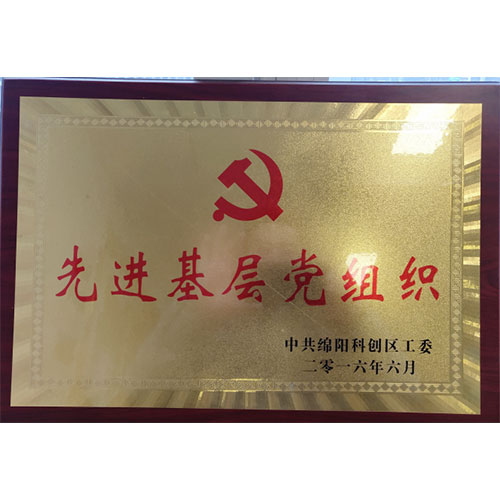 先进基层党组织
中共绵阳科创区工委
二零一六年六月